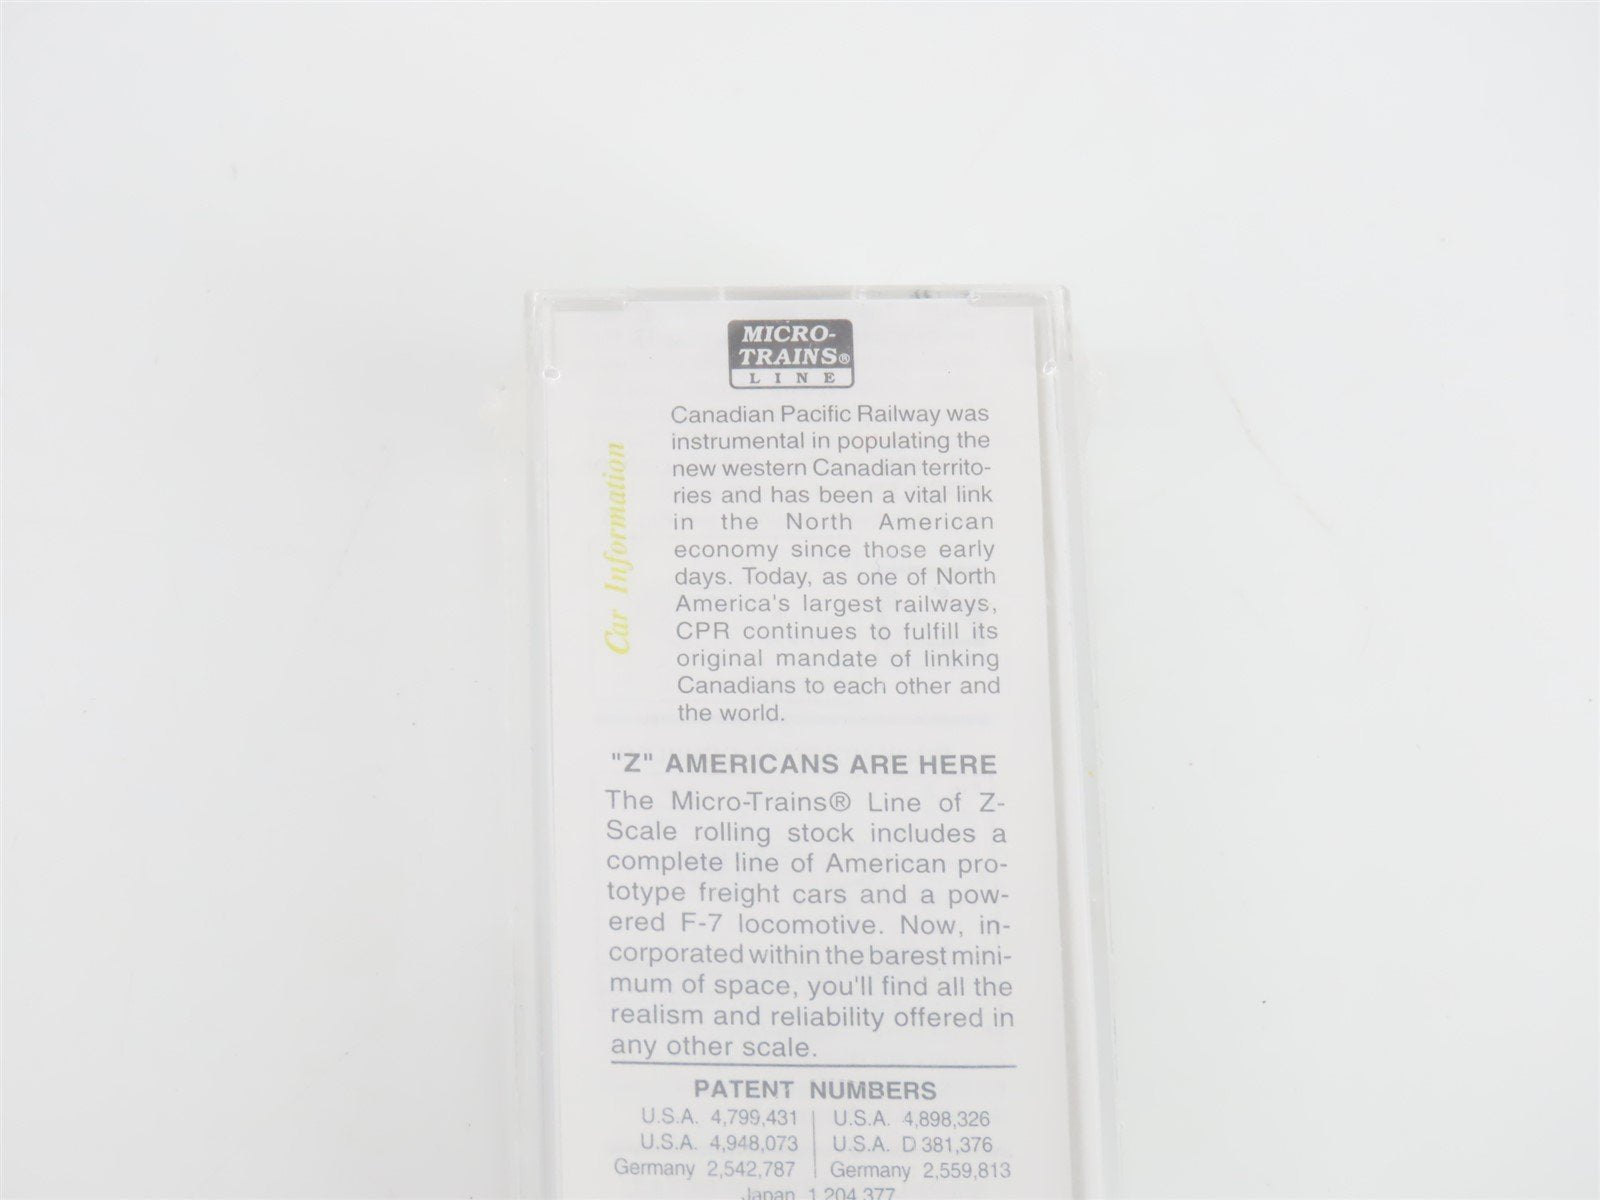 MICRO-
TRAINS®
LINE
Car Information
Canadian Pacific Railway was
instrumental in populating the
new western Canadian territo-
ries and has been a vital link
in the North American
economy since those early
days. Today, as one of North
America's largest railways,
CPR continues to fulfill its
original mandate of linking
Canadians to each other and
the world.
"Z" AMERICANS ARE HERE
The Micro-Trains® Line of Z-
Scale rolling stock includes a
complete line of American pro-
totype freight cars and a pow-
ered F-7 locomotive. Now, in-
corporated within the barest mini-
mum of space, you'll find all the
realism and reliability offered in
any other scale.
PATENT NUMBERS
U.S.A. 4,799,431 | U.S.A. 4,898,326
U.S.A. 4,948,073 | U.S.A. D 381,376
Germany 2,542,787 | Germany 2,559,813
Japan 1,204,377